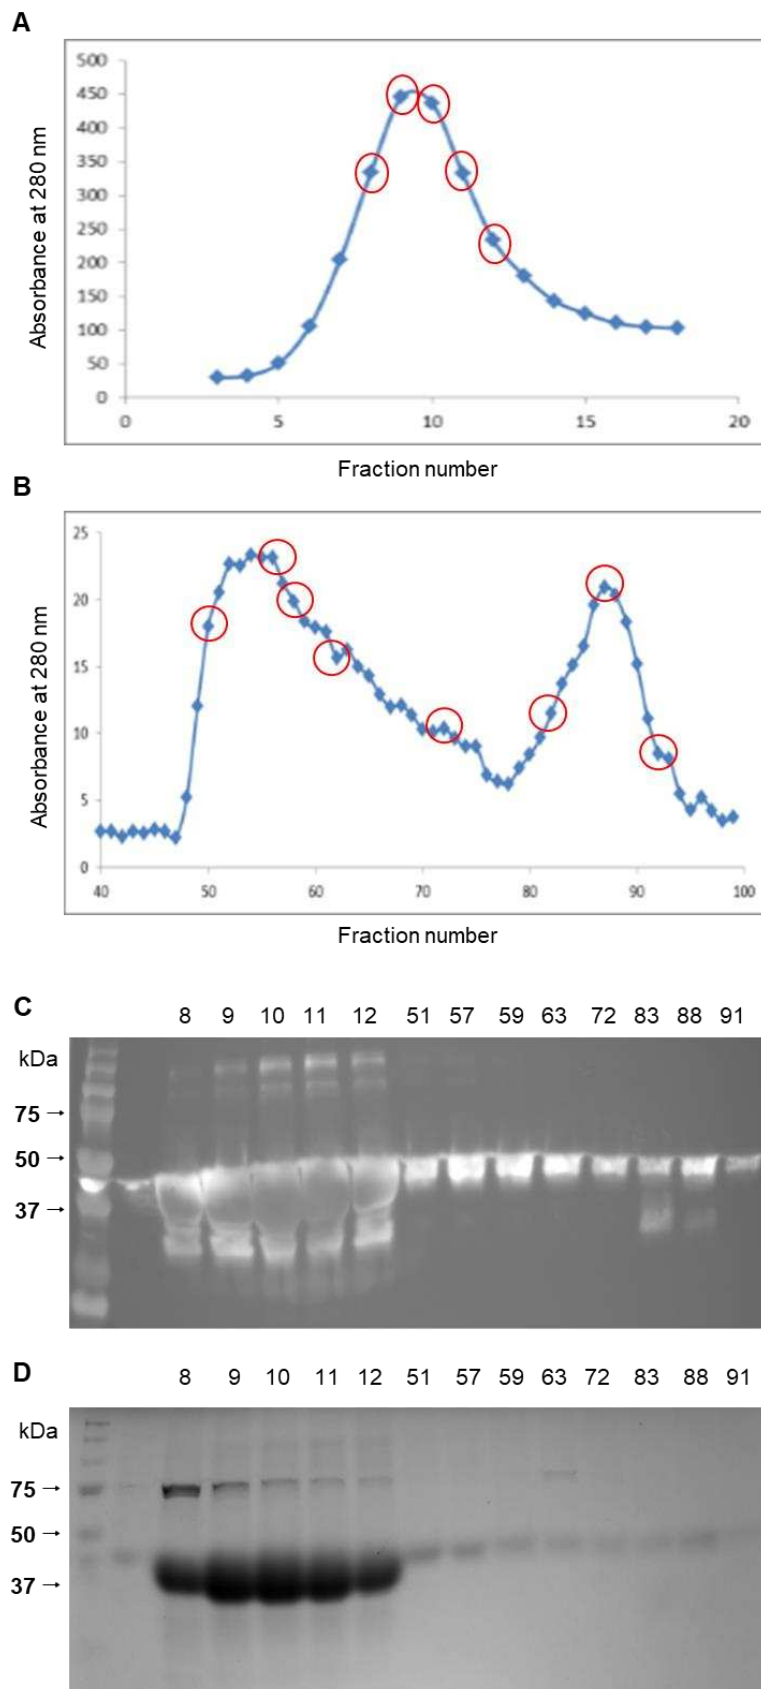 A
Absorbance at 280 nm
500
450
400
350
300
250
200
150
100
50
0
0 5 10 15 20
Fraction number
B
Absorbance at 280 nm
25
20
15
10
5
0
40 50 60 70 80 90 100
Fraction number
C
8 9 10 11 12 51 57 59 63 72 83 88 91
kDa
75 →
50 →
37 →
D
8 9 10 11 12 51 57 59 63 72 83 88 91
kDa
75 →
50 →
37 →